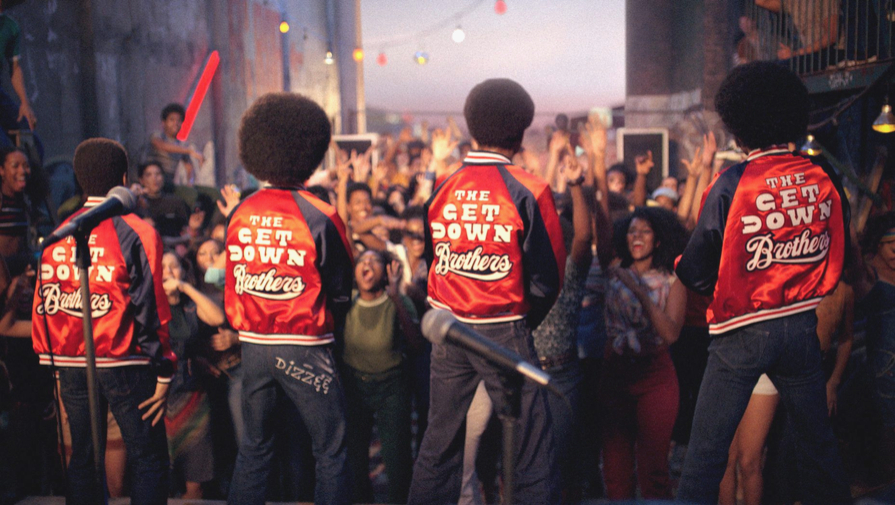 THE
GET
DOWN
Brothers
THE
GET
DOWN
Brothers
DIZZEE
THE
GET
DOWN
Brothers
THE
GET
DOWN
Brothers